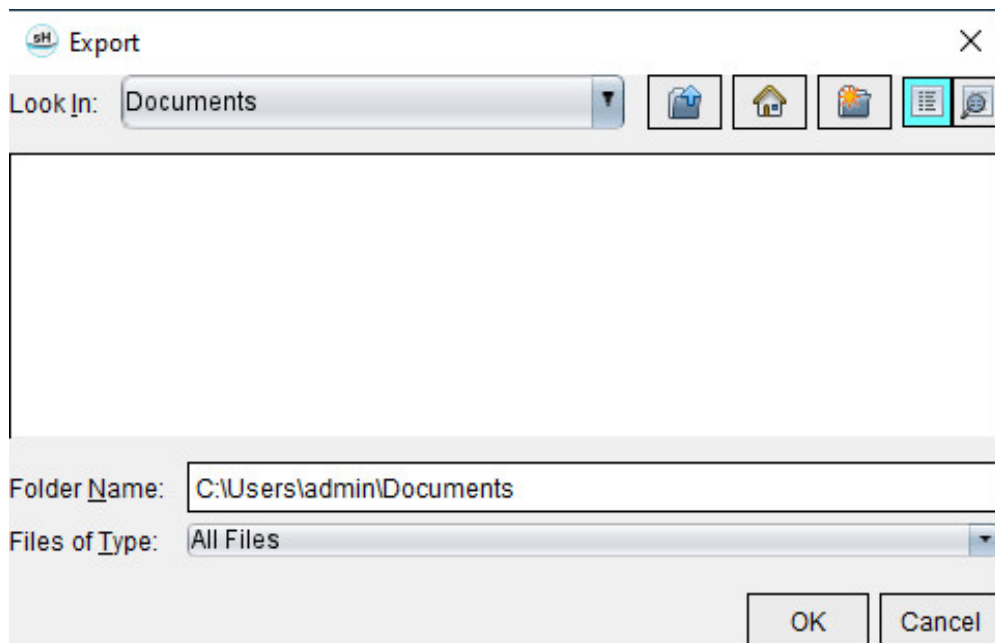 sH Export
Look In: Documents
Folder Name: C:\Users\admin\Documents
Files of Type: All Files
OK Cancel